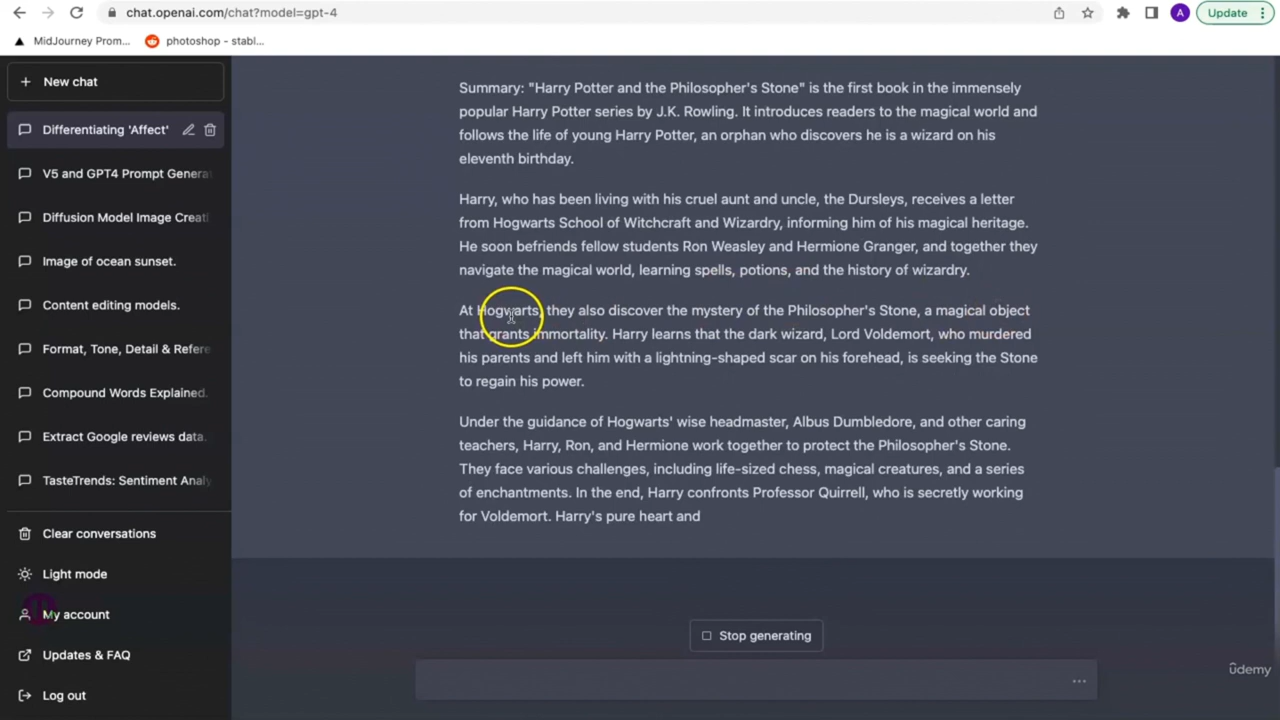 chat.openai.com/chat?model=gpt-4
A
Update
MidJourney Prom...
photoshop - stabl...
New chat
Differentiating 'Affect'
V5 and GPT4 Prompt Genera
Diffusion Model Image Creati
Image of ocean sunset.
Content editing models.
Format, Tone, Detail & Refere
Compound Words Explained.
Extract Google reviews data.
TasteTrends: Sentiment Analy
Clear conversations
Light mode
My account
Updates & FAQ
Log out
Summary: "Harry Potter and the Philosopher's Stone" is the first book in the immensely
popular Harry Potter series by J.K. Rowling. It introduces readers to the magical world and
follows the life of young Harry Potter, an orphan who discovers he is a wizard on his
eleventh birthday.
Harry, who has been living with his cruel aunt and uncle, the Dursleys, receives a letter
from Hogwarts School of Witchcraft and Wizardry, informing him of his magical heritage.
He soon befriends fellow students Ron Weasley and Hermione Granger, and together they
navigate the magical world, learning spells, potions, and the history of wizardry.
At Hogwarts, they also discover the mystery of the Philosopher's Stone, a magical object
that grants immortality. Harry learns that the dark wizard, Lord Voldemort, who murdered
his parents and left him with a lightning-shaped scar on his forehead, is seeking the Stone
to regain his power.
Under the guidance of Hogwarts' wise headmaster, Albus Dumbledore, and other caring
teachers, Harry, Ron, and Hermione work together to protect the Philosopher's Stone.
They face various challenges, including life-sized chess, magical creatures, and a series
of enchantments. In the end, Harry confronts Professor Quirrell, who is secretly working
for Voldemort. Harry's pure heart and
Stop generating
ûdemy